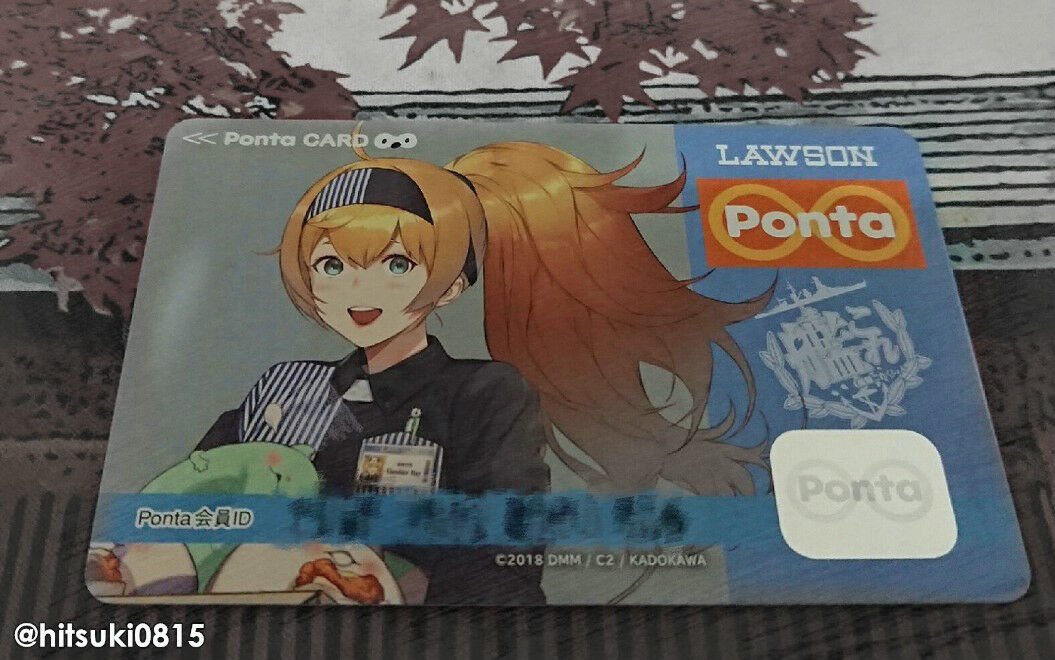 << Ponta CARD
LAWSON
Ponta
艦これ
Ponta
Ponta会員ID
©2018 DMM / C2 / KADOKAWA
@hitsuki0815